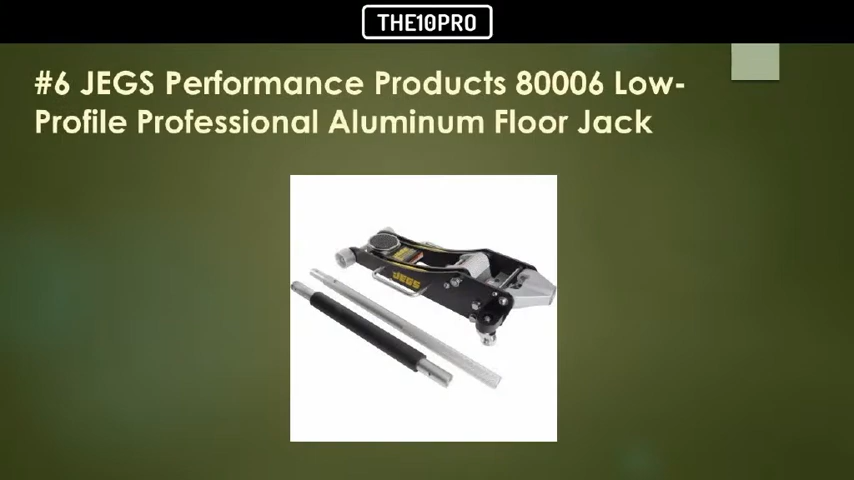 THE10PRO
#6 JEGS Performance Products 80006 Low-
Profile Professional Aluminum Floor Jack
JEGS